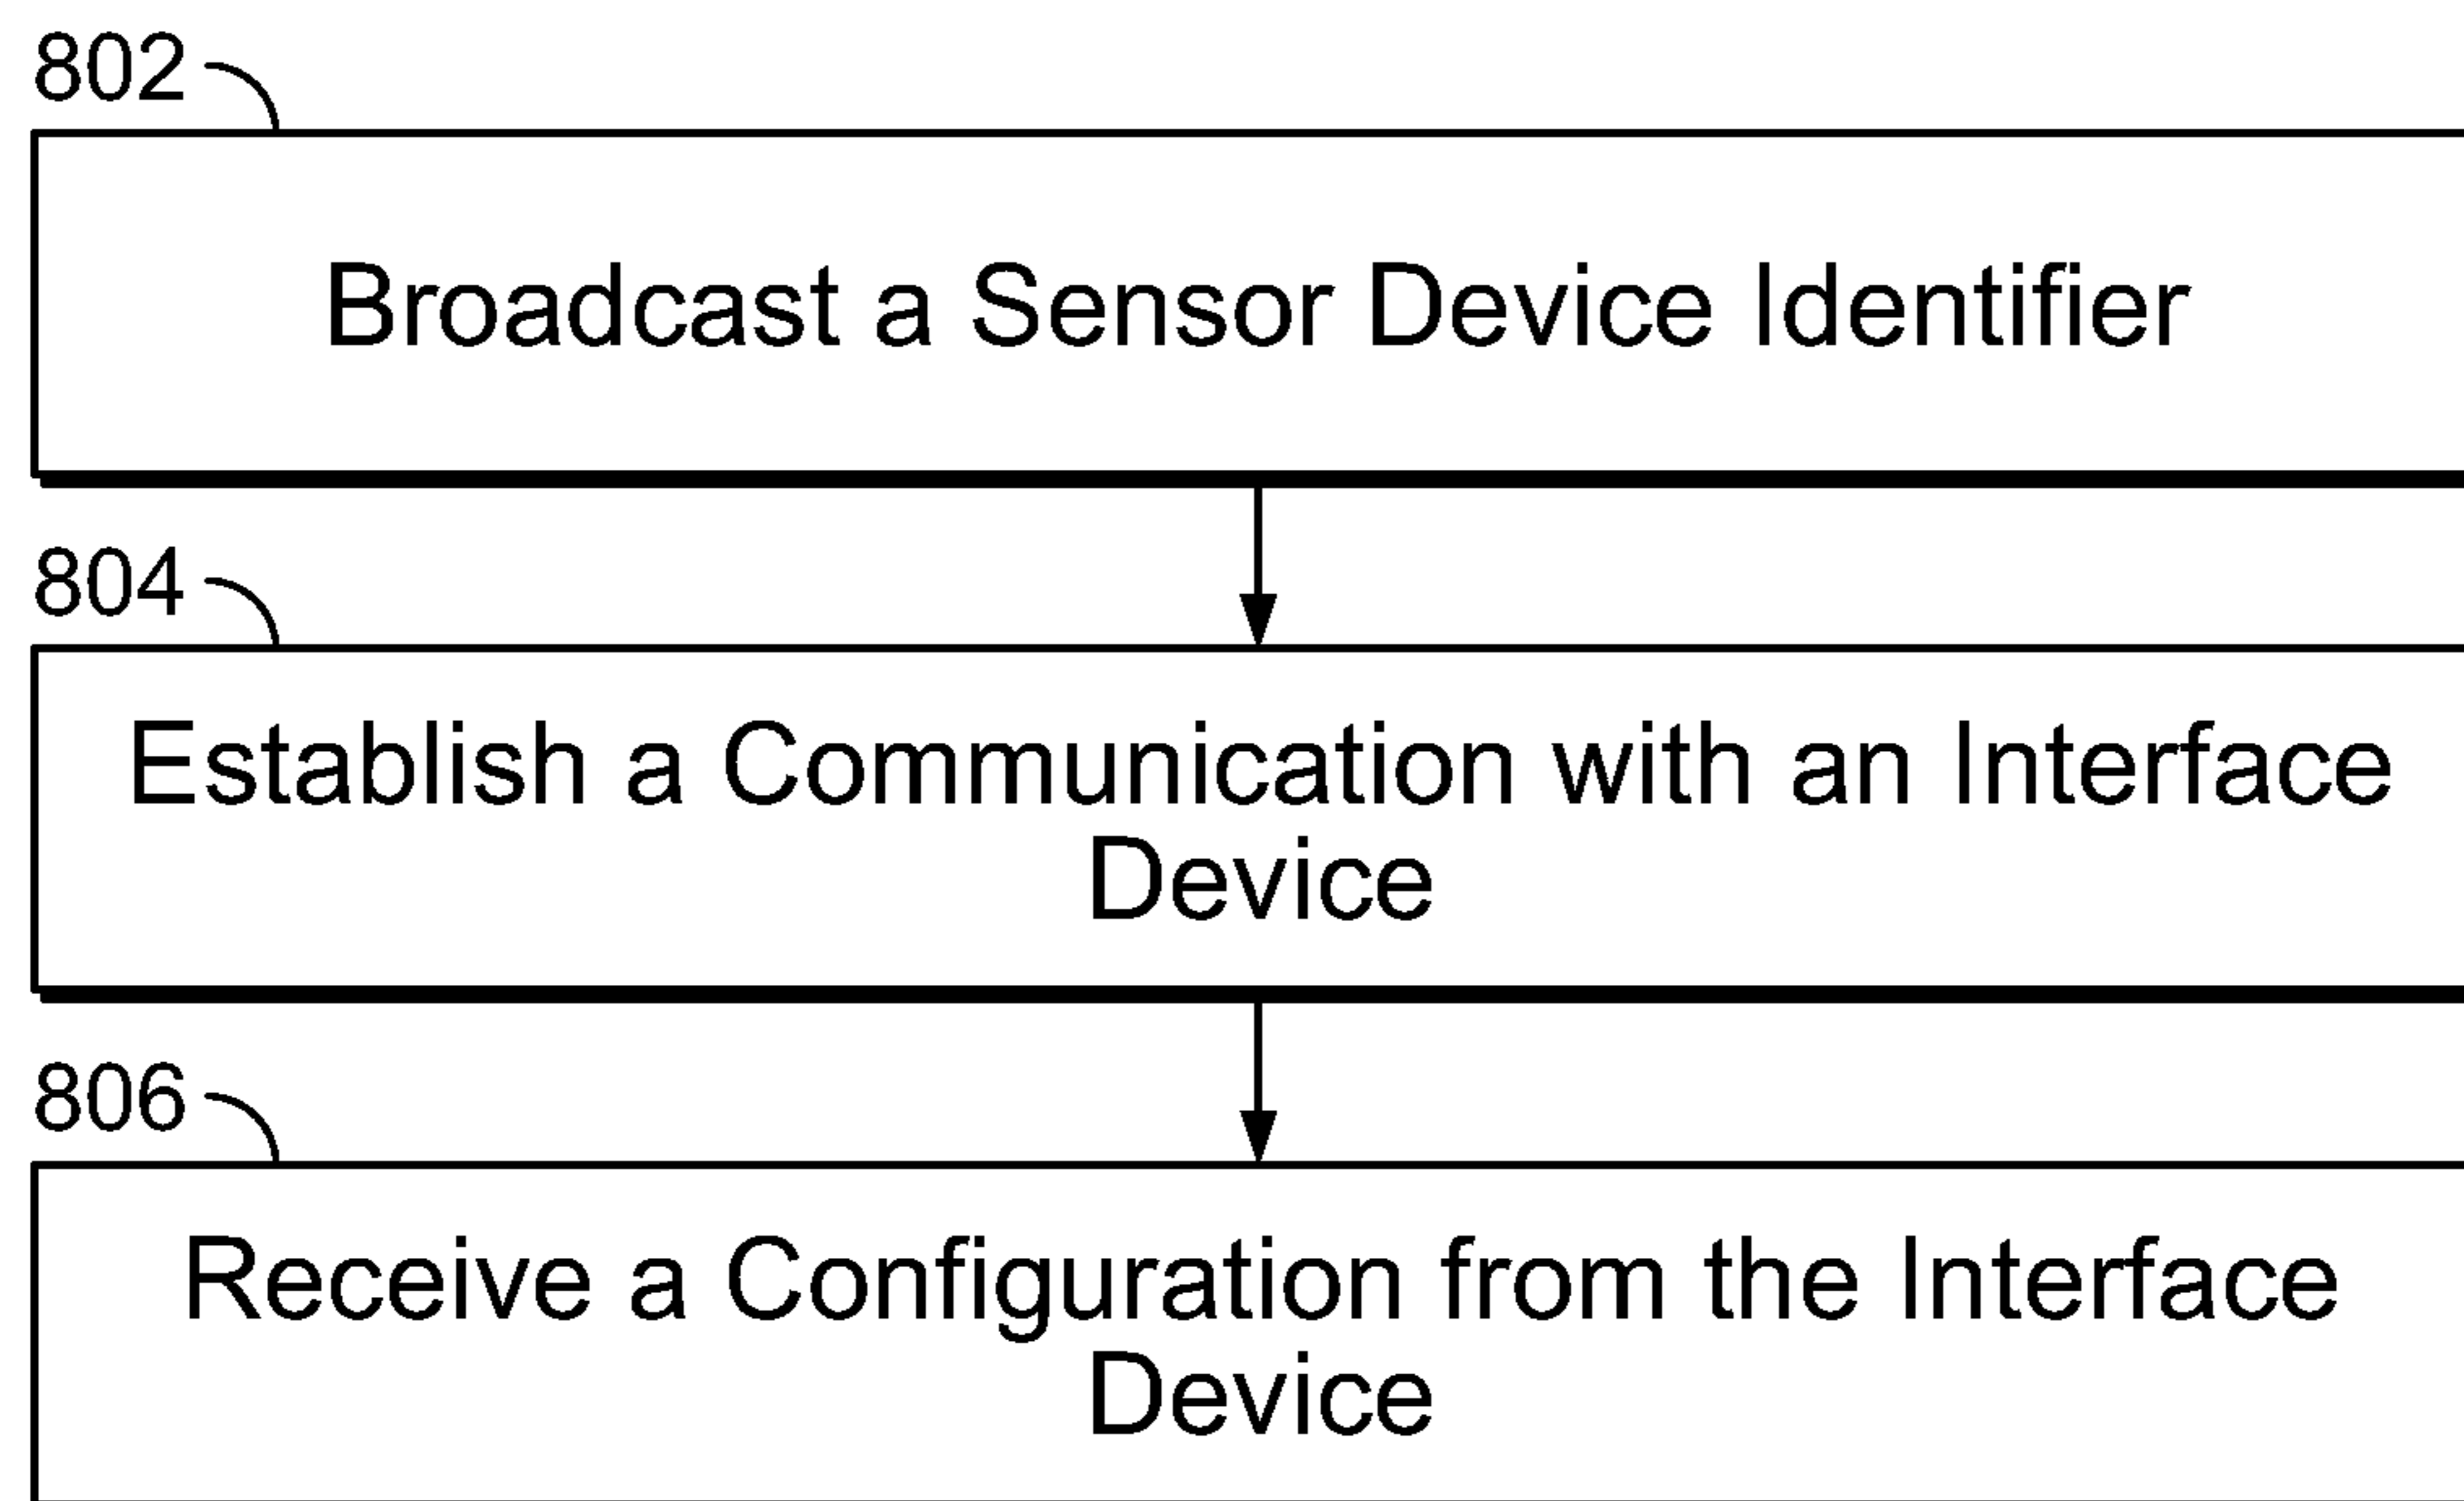 802
Broadcast a Sensor Device Identifier
804
Establish a Communication with an Interface
Device
806
Receive a Configuration from the Interface
Device